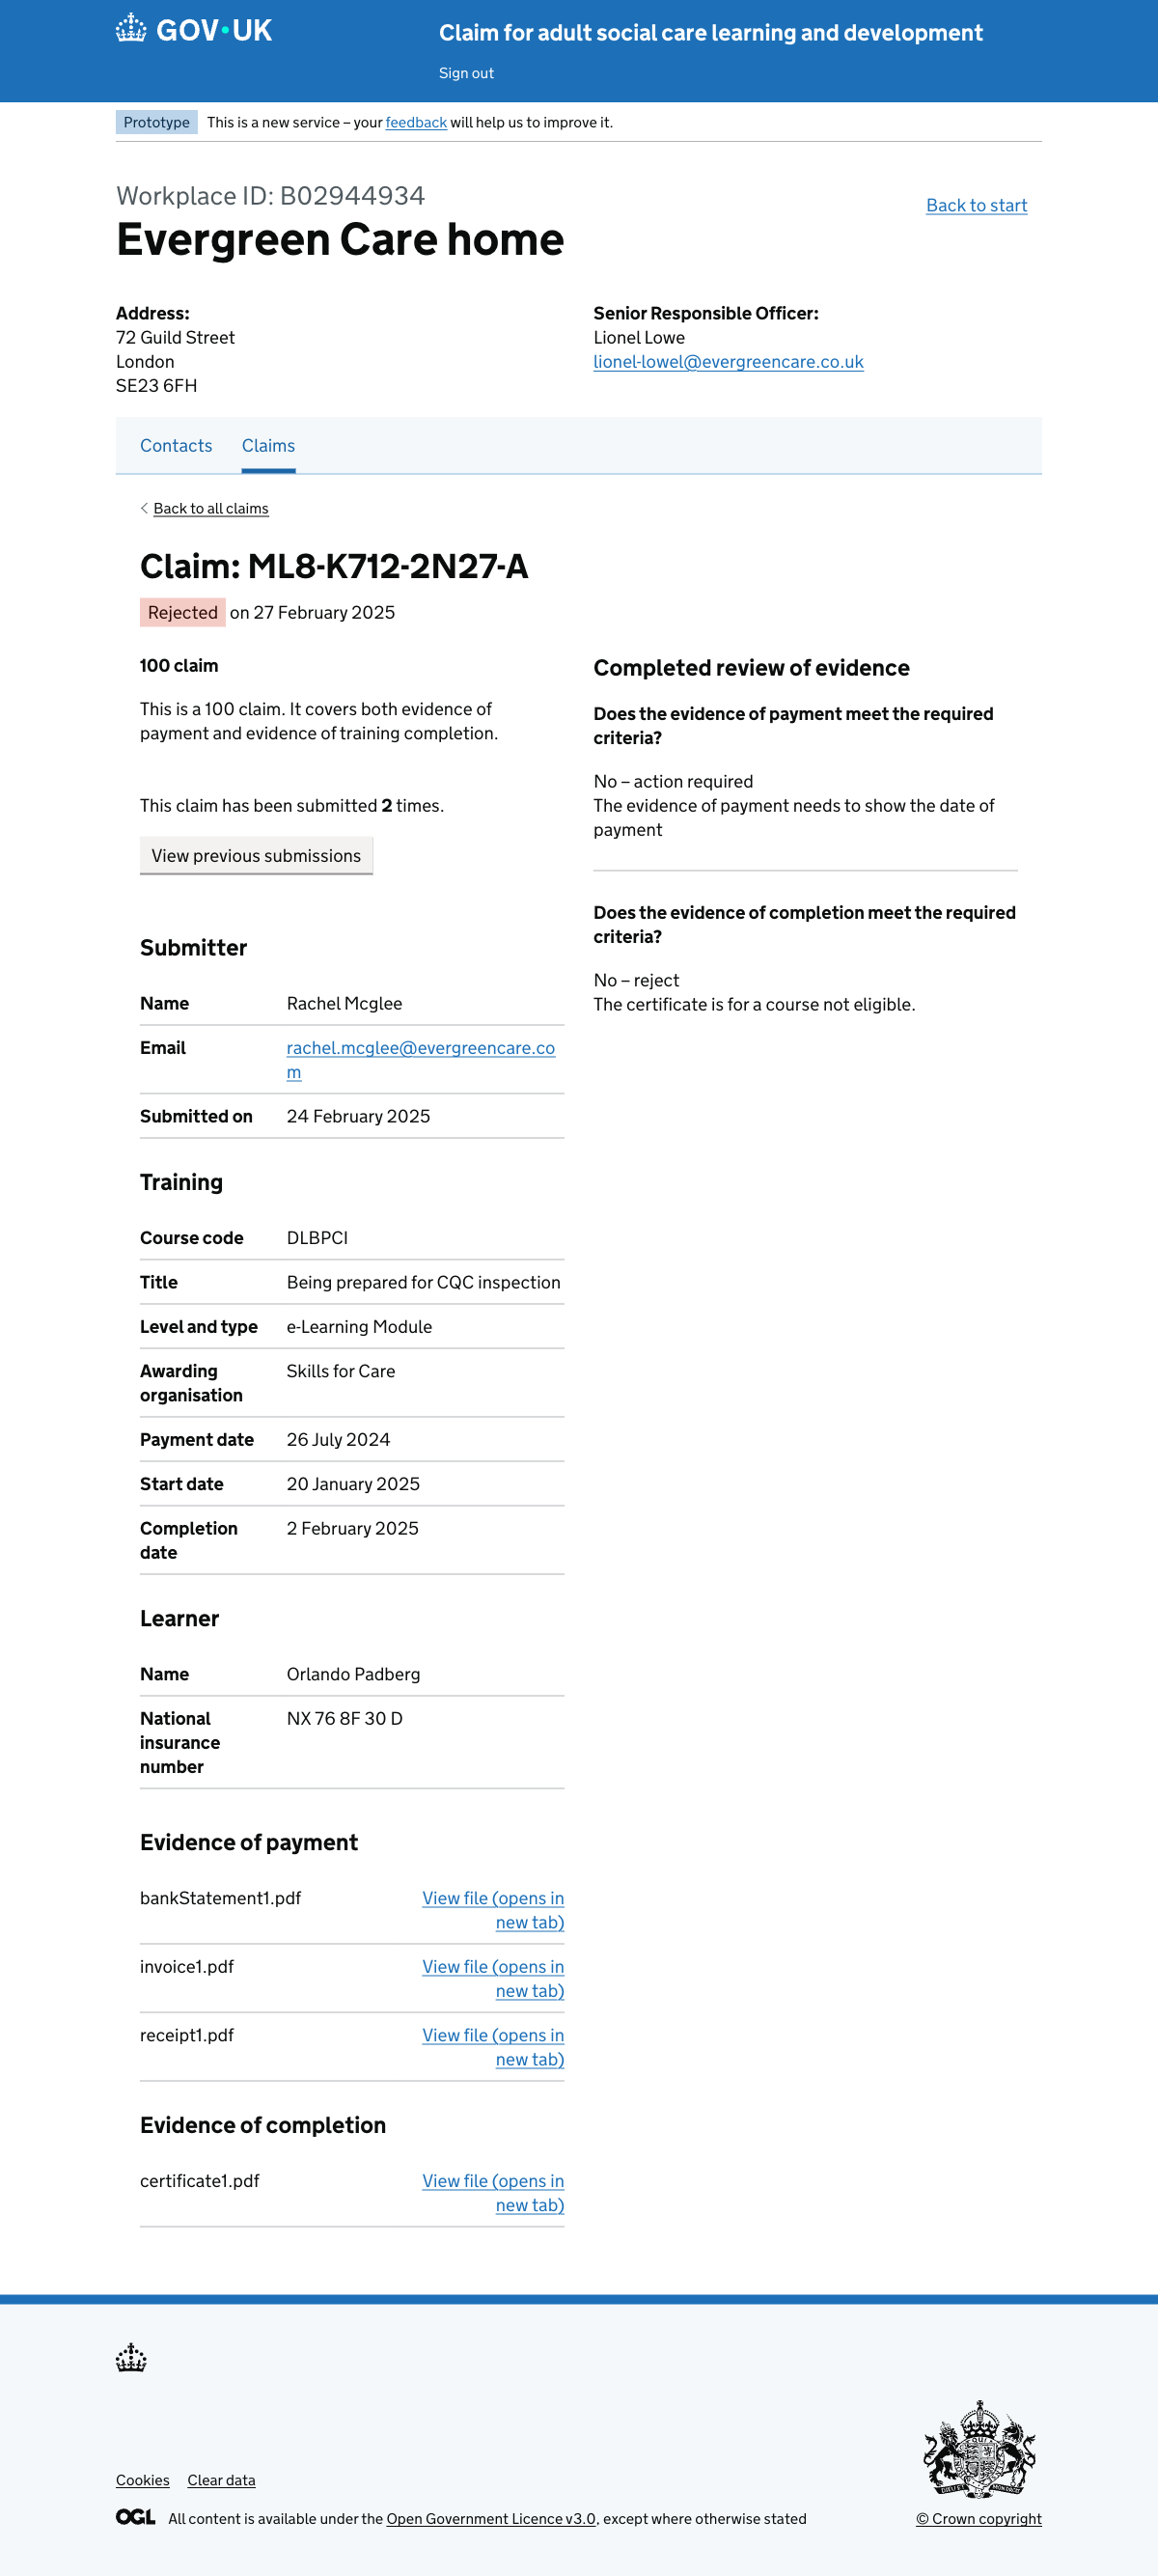 GOV·UK
Claim for adult social care learning and development
Sign out
Prototype
This is a new service – your feedback will help us to improve it.
Workplace ID: B02944934
Evergreen Care home
Back to start
Address:
72 Guild Street
London
SE23 6FH
Senior Responsible Officer:
Lionel Lowe
lionel-lowel@evergreencare.co.uk
Contacts
Claims
Back to all claims
Claim: ML8-K712-2N27-A
Rejected on 27 February 2025
100 claim
This is a 100 claim. It covers both evidence of
payment and evidence of training completion.
This claim has been submitted 2 times.
View previous submissions
Completed review of evidence
Does the evidence of payment meet the required
criteria?
No – action required
The evidence of payment needs to show the date of
payment
Does the evidence of completion meet the required
criteria?
No – reject
The certificate is for a course not eligible.
Submitter
Name Rachel Mcglee
Email rachel.mcglee@evergreencare.co
m
Submitted on 24 February 2025
Training
Course code DLBPCI
Title Being prepared for CQC inspection
Level and type e-Learning Module
Awarding Skills for Care
organisation
Payment date 26 July 2024
Start date 20 January 2025
Completion 2 February 2025
date
Learner
Name Orlando Padberg
National NX 76 8F 30 D
insurance
number
Evidence of payment
bankStatement1.pdf View file (opens in
new tab)
invoice1.pdf View file (opens in
new tab)
receipt1.pdf View file (opens in
new tab)
Evidence of completion
certificate1.pdf View file (opens in
new tab)
Cookies
Clear data
OGL All content is available under the Open Government Licence v3.0, except where otherwise stated
© Crown copyright